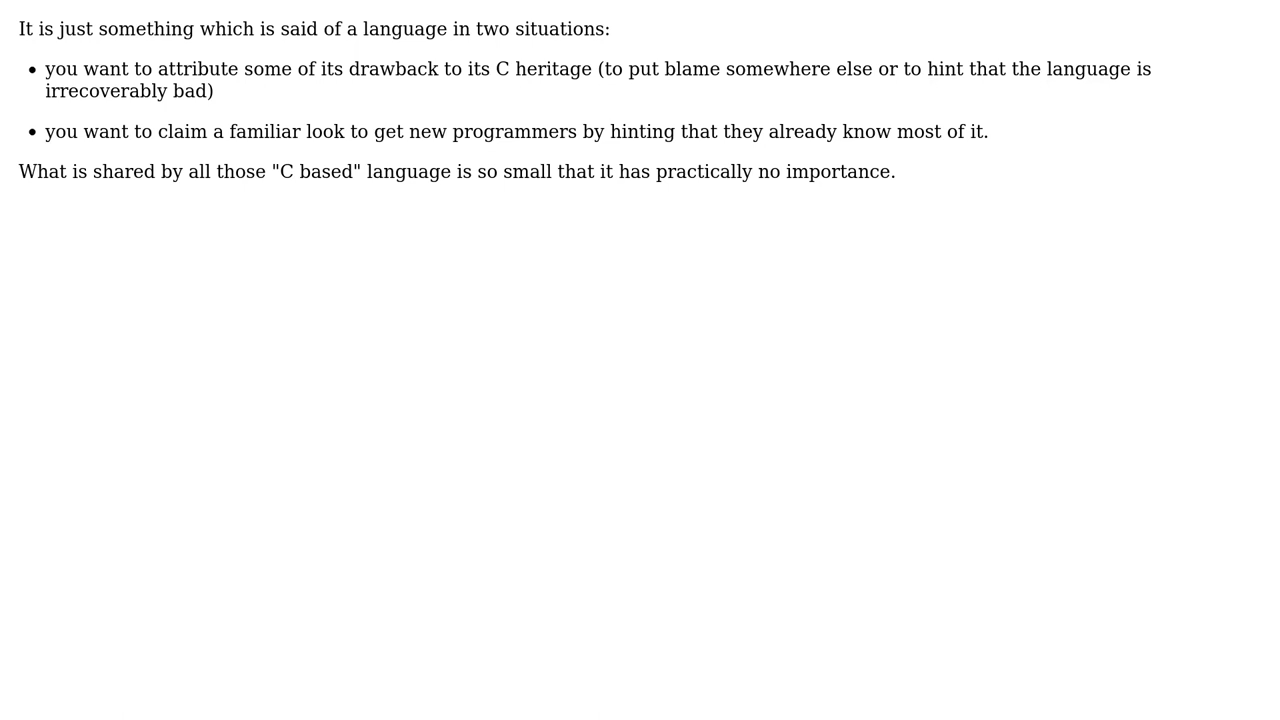 It is just something which is said of a language in two situations:
• you want to attribute some of its drawback to its C heritage (to put blame somewhere else or to hint that the language is
irrecoverably bad)
• you want to claim a familiar look to get new programmers by hinting that they already know most of it.
What is shared by all those "C based" language is so small that it has practically no importance.